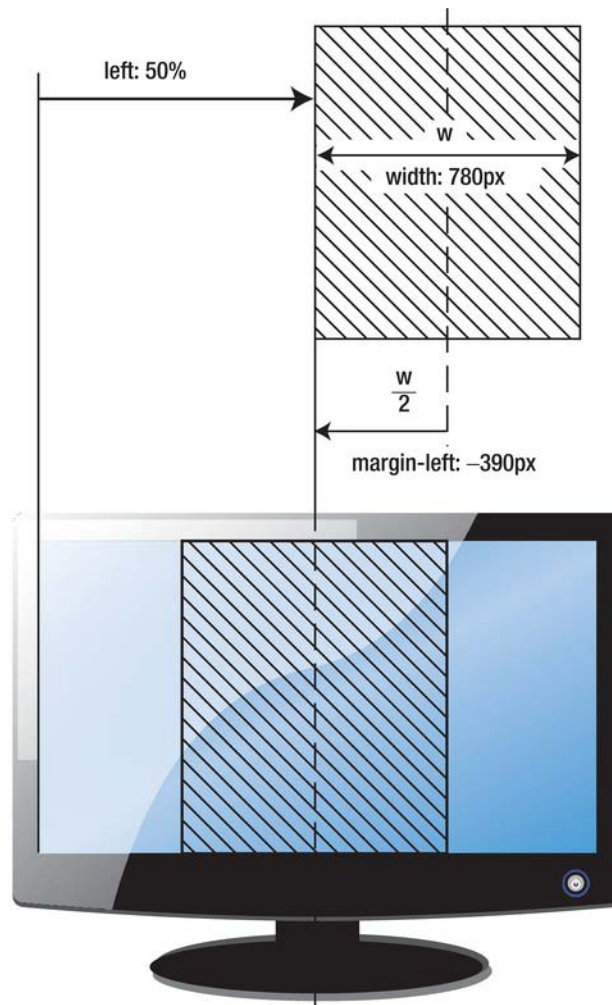 left: 50%
w
width: 780px
w
2
margin-left: –390px